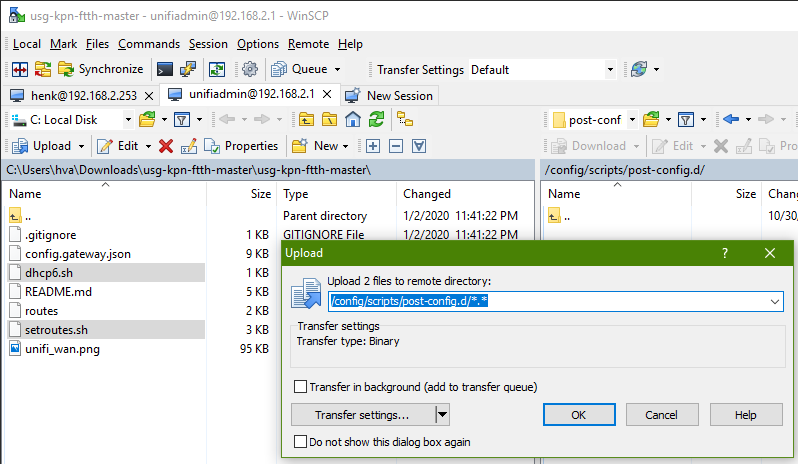 usg-kpn-ftth-master - unifiadmin@192.168.2.1 - WinSCP
Local Mark Files Commands Session Options Remote Help
Synchronize Queue Transfer Settings Default
henk@192.168.2.253 unifiadmin@192.168.2.1 New Session
C: Local Disk post-conf
Upload Edit Properties New Download Edit Pro
C:\Users\hva\Downloads\usg-kpn-ftth-master\usg-kpn-ftth-master\ /config/scripts/post-config.d/
Name Size Type Changed Name Size Chang
.. Parent directory 1/2/2020 11:41:22 PM .. 10/30/
.gitignore 1 KB GITIGNORE File 1/2/2020 11:41:22 PM
config.gateway.json 9 KB
dhcp6.sh 1 KB
README.md 5 KB
routes 2 KB
setroutes.sh 3 KB
unifi_wan.png 95 KB
Upload ?
Upload 2 files to remote directory:
/config/scripts/post-config.d/*.*
Transfer settings
Transfer type: Binary
Transfer in background (add to transfer queue)
Transfer settings... OK Cancel Help
Do not show this dialog box again